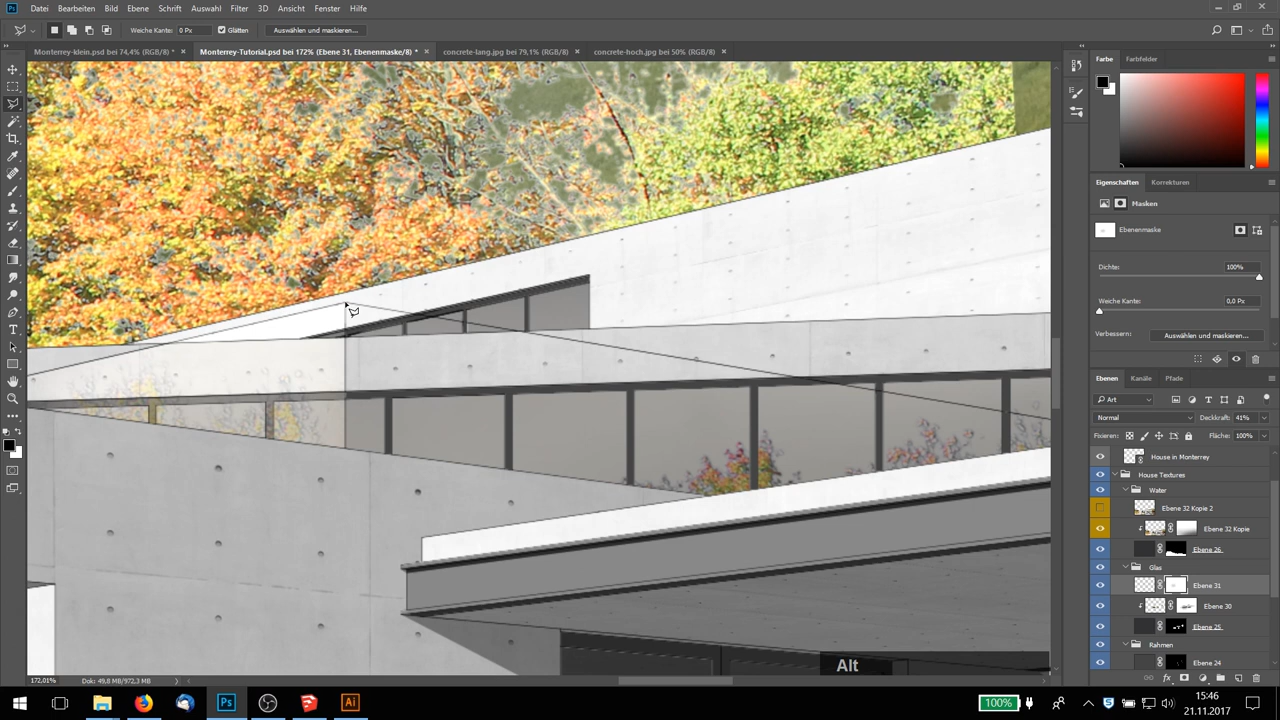 Datei Bearbeiten Bild Ebene Schrift Auswahl Filter 3D Ansicht Fenster Hilfe
Weiche Kante: 0 Px Glätten Auswählen und maskieren...
Monterrey-klein.psd bei 74,4% (RGB/8) * × Monterrey-Tutorial.psd bei 172% (Ebene 31, Ebenenmaske/8) * × concrete-lang.jpg bei 79,1% (RGB/8) × concrete-hoch.jpg bei 50% (RGB/8) ×
Farbe Farbfelder
Eigenschaften Korrekturen
Masken
Ebenenmaske
Dichte: 100%
Weiche Kante: 0,0 Px
Verbessern: Auswählen und maskieren...
Ebenen Kanäle Pfade
Art
Normal Deckkraft: 41%
Fixieren: Fläche: 100%
House in Monterrey
House Textures
Water
Ebene 32 Kopie 2
Ebene 32 Kopie
Ebene 26
Glas
Ebene 31
Ebene 30
Ebene 25
Rahmen
Ebene 24
Alt
172,01% Dok: 49,8 MB/972,3 MB
100%
15:46
21.11.2017